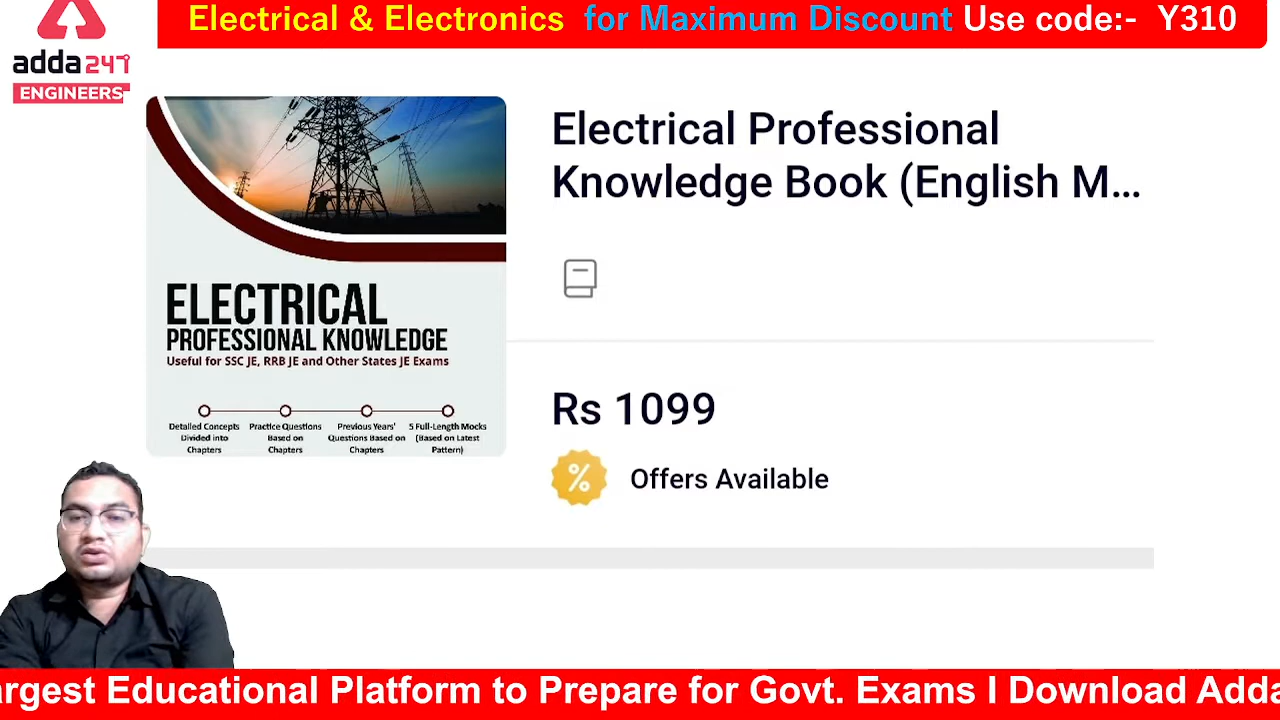 Electrical & Electronics for Maximum Discount Use code:- Y310
adda247
ENGINEERS
Electrical Professional
Knowledge Book (English M...
ELECTRICAL
PROFESSIONAL KNOWLEDGE
Useful for SSC JE, RRB JE and Other States JE Exams
Detailed Concepts Divided into Chapters
Practice Questions Based on Chapters
Previous Years' Questions Based on Chapters
5 Full-Length Mocks (Based on Latest Pattern)
Rs 1099
%
Offers Available
argest Educational Platform to Prepare for Govt. Exams I Download Adda